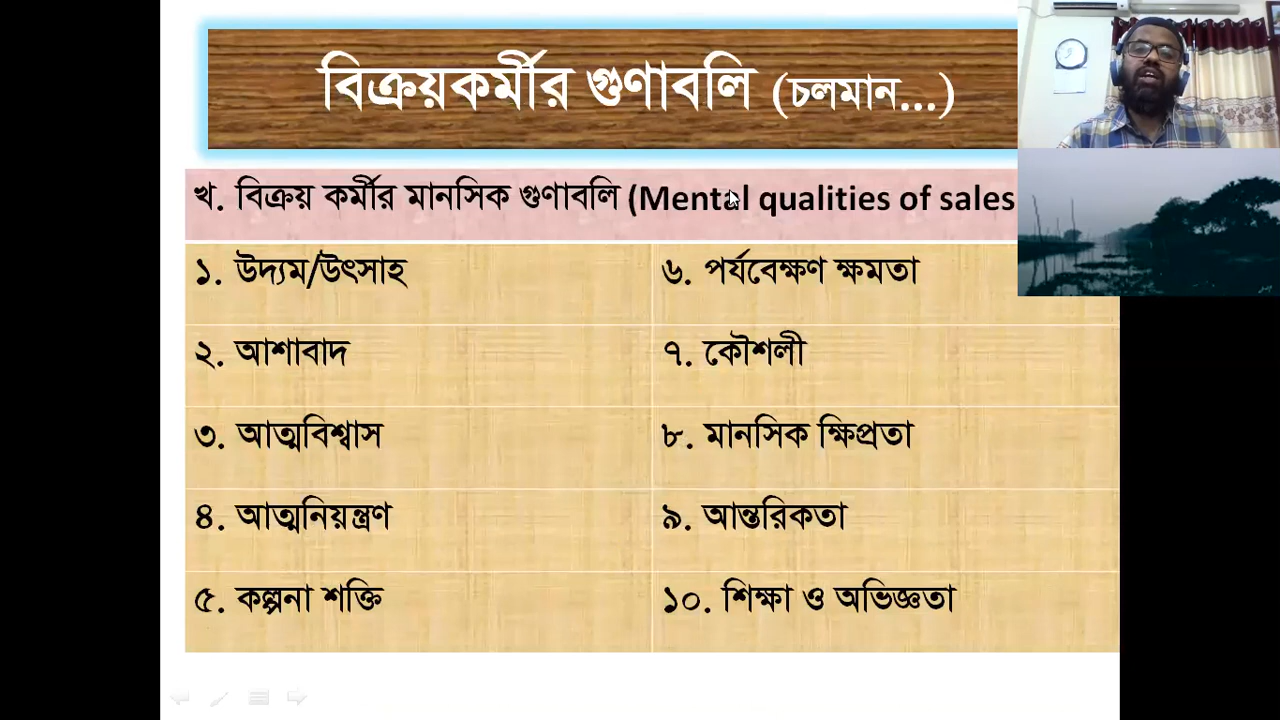 বিক্রয়কর্মীর গুণাবলি (চলমান...)
খ. বিক্রয় কর্মীর মানসিক গুণাবলি (Mental qualities of sales
১. উদ্যম/উৎসাহ
৬. পর্যবেক্ষণ ক্ষমতা
২. আশাবাদ
৭. কৌশলী
৩. আত্মবিশ্বাস
৮. মানসিক ক্ষিপ্রতা
৪. আত্মনিয়ন্ত্রণ
৯. আন্তরিকতা
৫. কল্পনা শক্তি
১০. শিক্ষা ও অভিজ্ঞতা